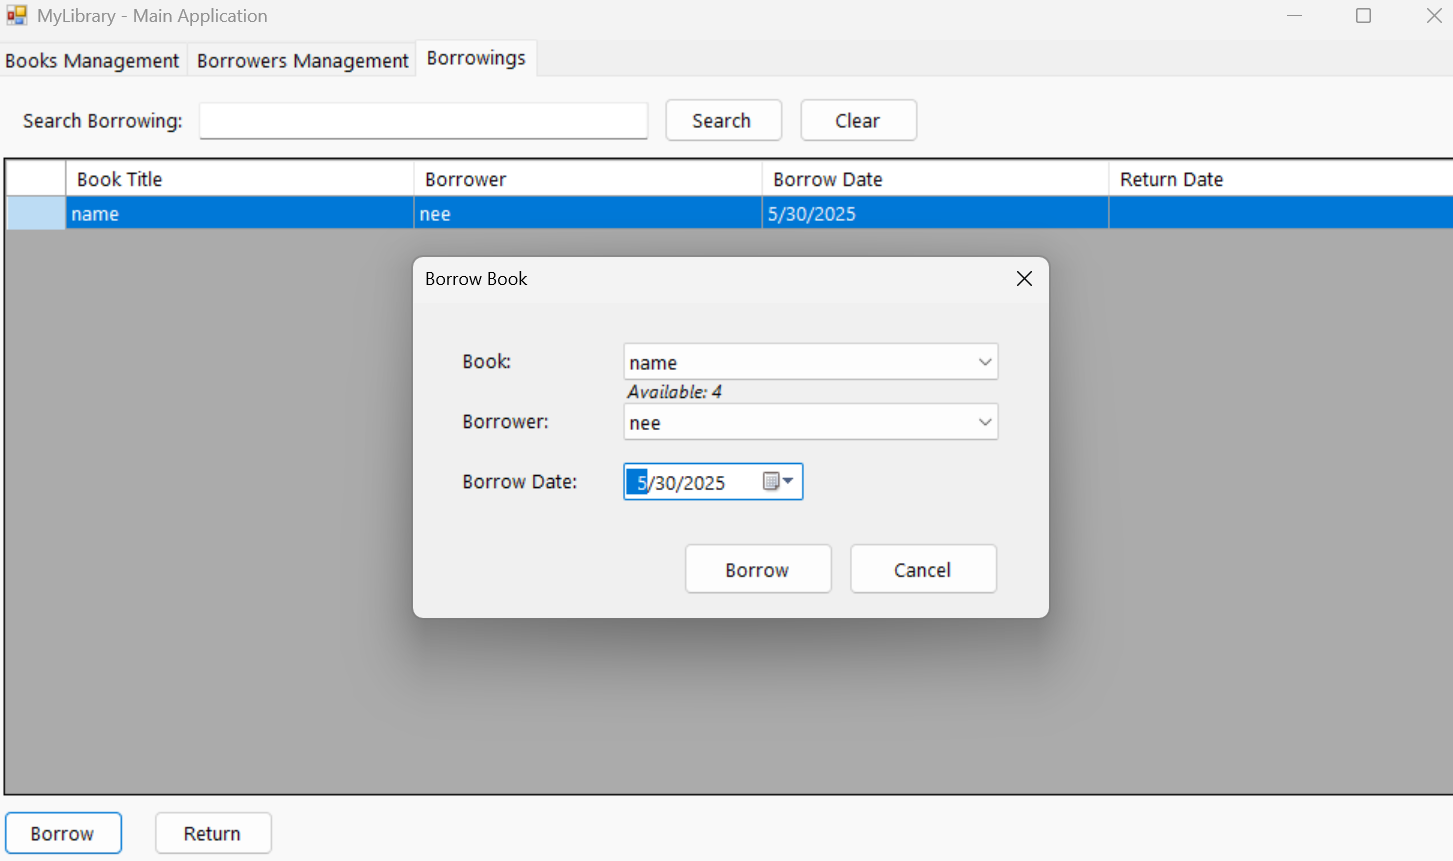 MyLibrary - Main Application
Books Management Borrowers Management Borrowings
Search Borrowing: Search Clear
Book Title Borrower Borrow Date Return Date
name nee 5/30/2025
Borrow Book
Book: name
Available: 4
Borrower: nee
Borrow Date: 5/30/2025
Borrow Cancel
Borrow Return